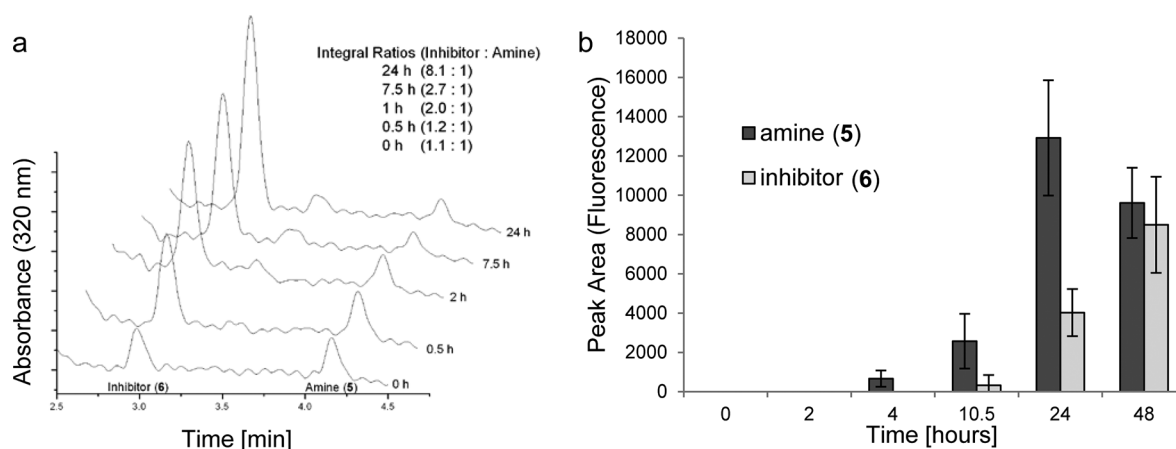 a
Integral Ratios (Inhibitor : Amine)
24 h (8.1 : 1)
7.5 h (2.7 : 1)
1 h (2.0 : 1)
0.5 h (1.2 : 1)
0 h (1.1 : 1)
Absorbance (320 nm)
24 h
7.5 h
2 h
0.5 h
0 h
Inhibitor (6)
Amine (5)
2.5 3.0 3.5 4.0 4.5
Time [min]
b
Peak Area (Fluorescence)
18000
16000
14000
12000
10000
8000
6000
4000
2000
0
amine (5)
inhibitor (6)
0 2 4 10.5 24 48
Time [hours]